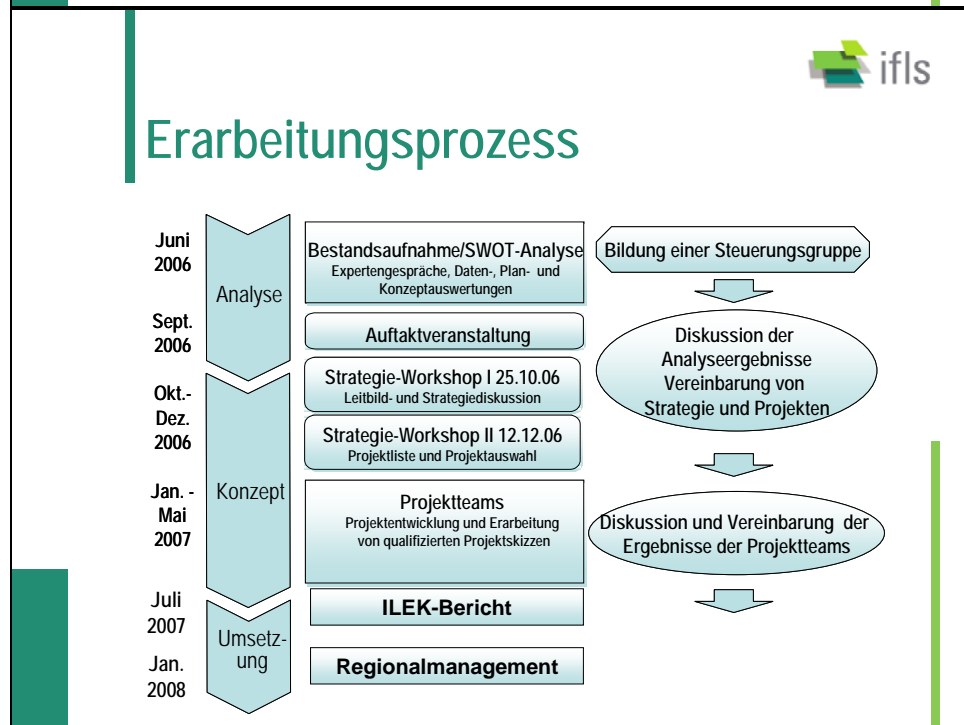 ifls
Erarbeitungsprozess
Juni
2006
Sept.
2006
Okt.-
Dez.
2006
Jan. -
Mai
2007
Juli
2007
Jan.
2008
Analyse
Konzept
Umsetz-
ung
Bestandsaufnahme/SWOT-Analyse
Expertengespräche, Daten-, Plan- und
Konzeptauswertungen
Auftaktveranstaltung
Strategie-Workshop I 25.10.06
Leitbild- und Strategiediskussion
Strategie-Workshop II 12.12.06
Projektliste und Projektauswahl
Projektteams
Projektentwicklung und Erarbeitung
von qualifizierten Projektskizzen
ILEK-Bericht
Regionalmanagement
Bildung einer Steuerungsgruppe
Diskussion der
Analyseergebnisse
Vereinbarung von
Strategie und Projekten
Diskussion und Vereinbarung der
Ergebnisse der Projektteams